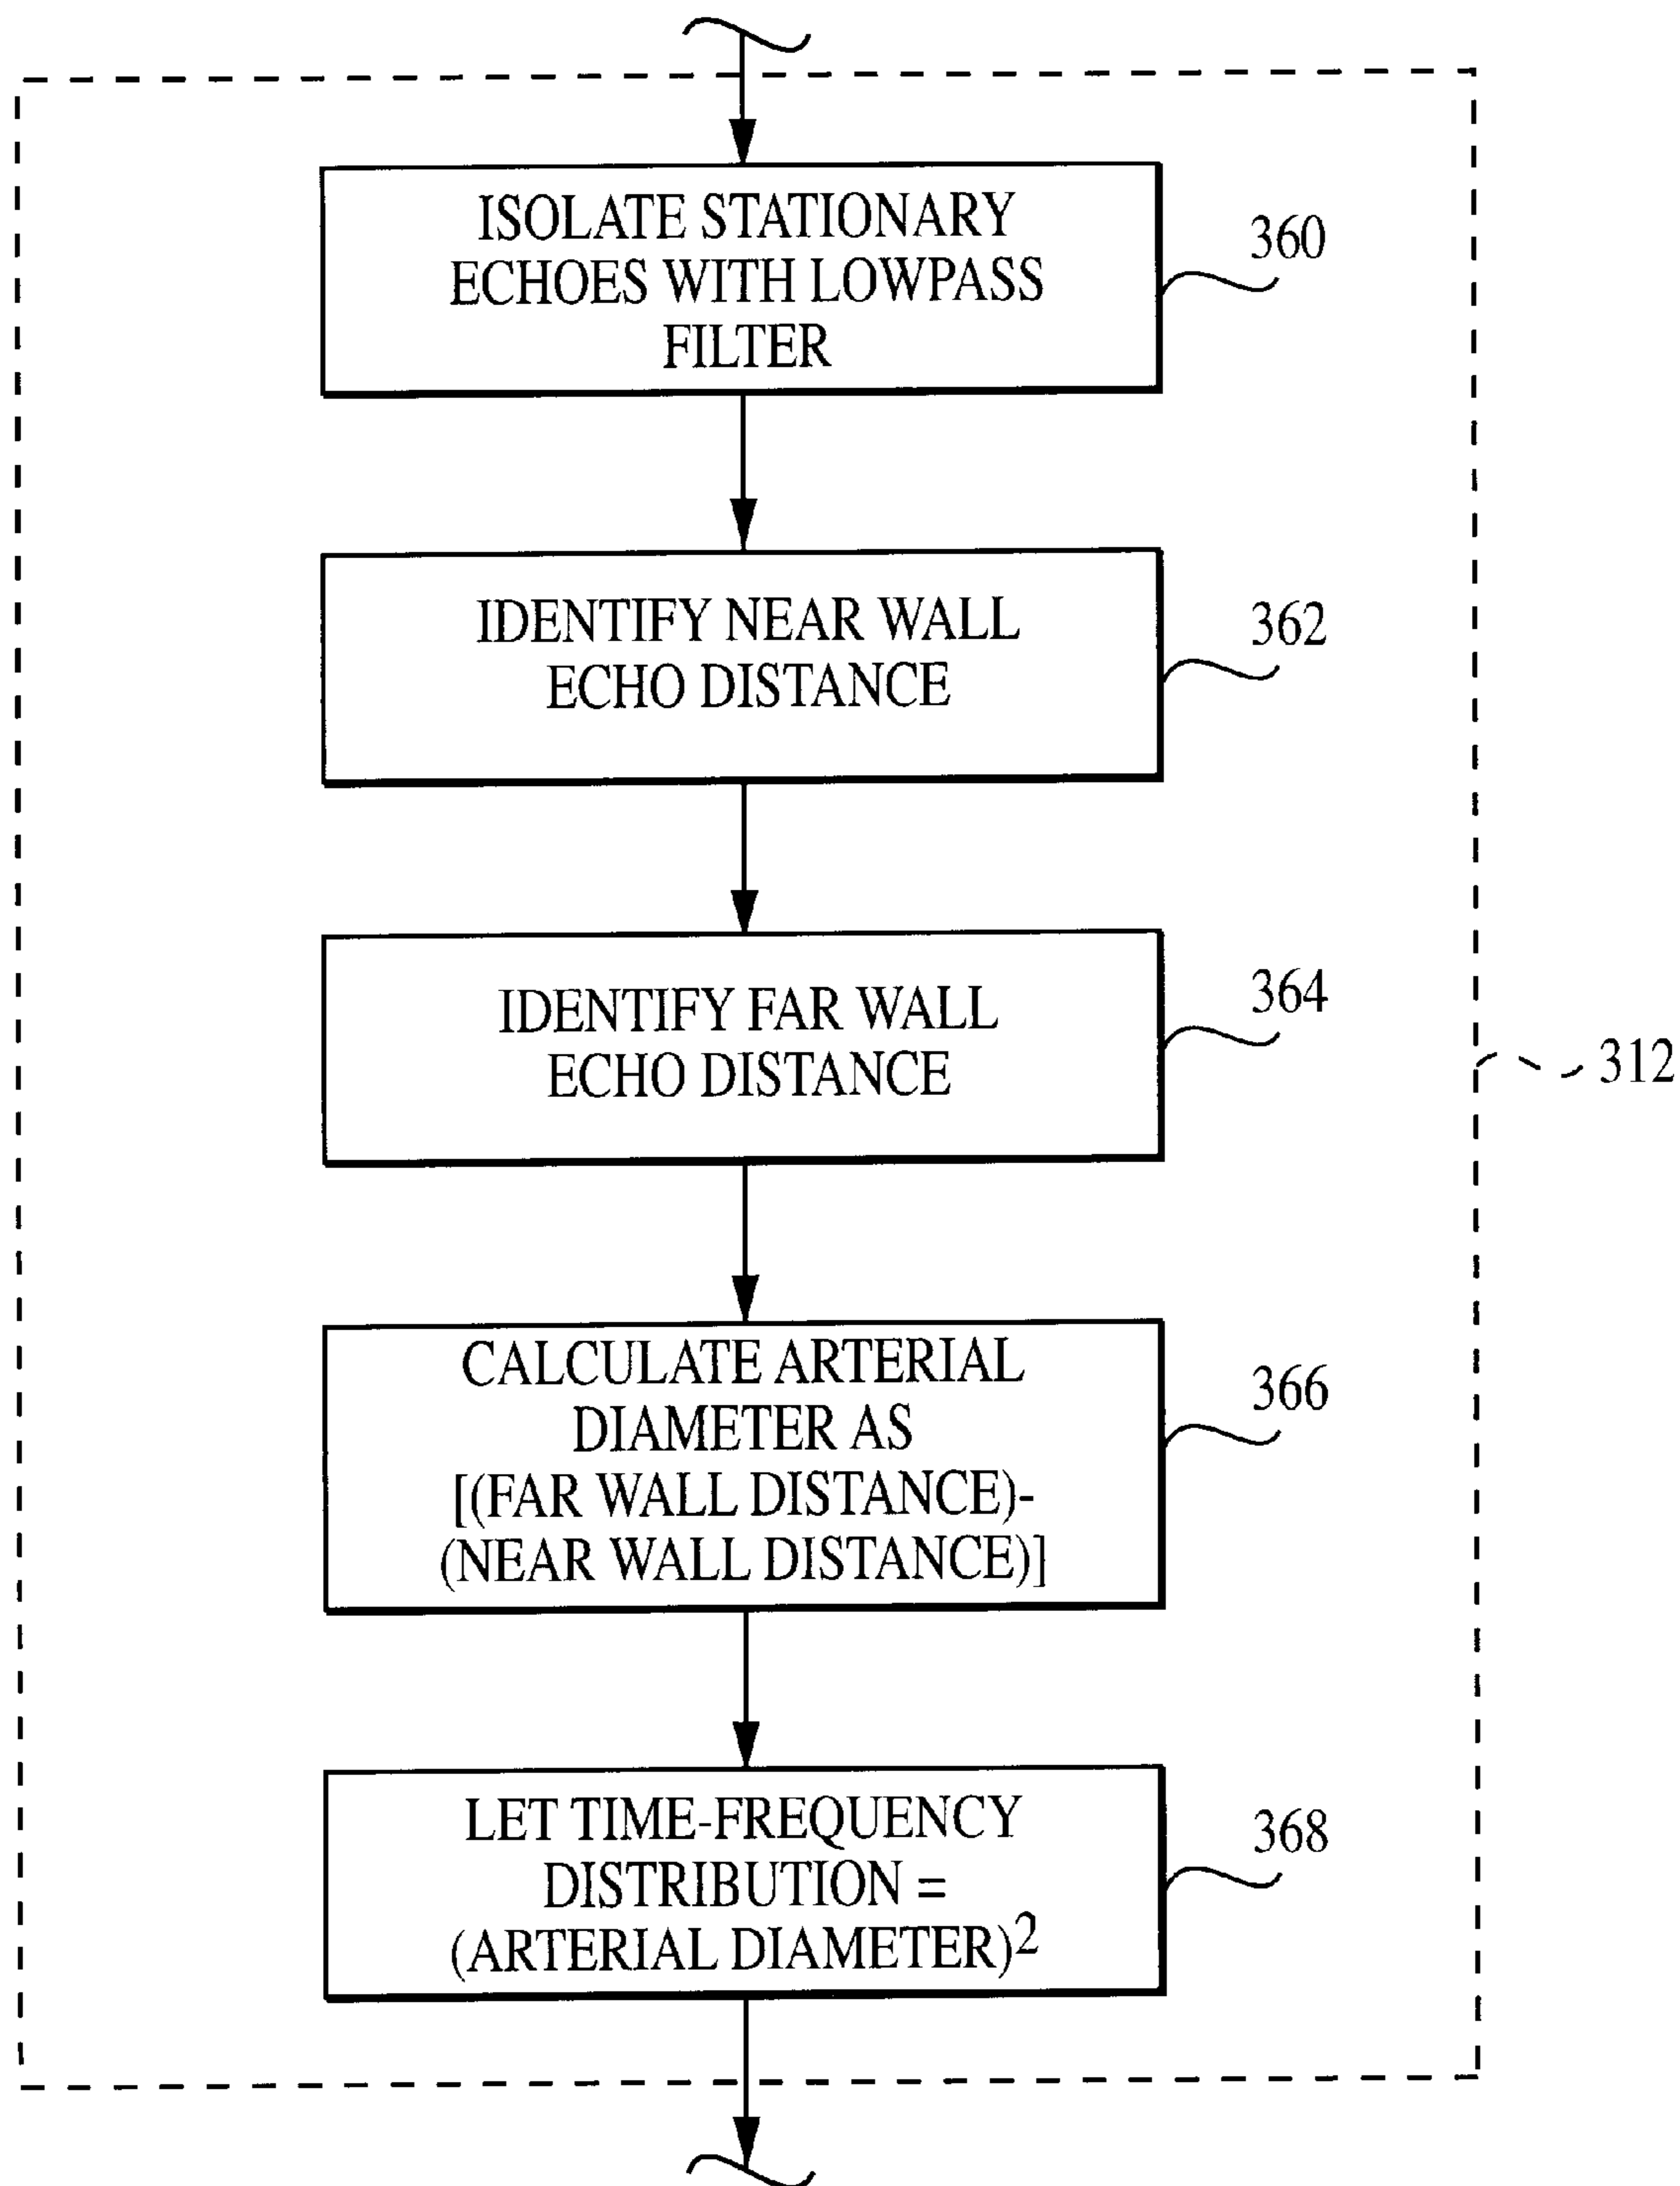 ISOLATE STATIONARY
ECHOES WITH LOWPASS
FILTER
360
IDENTIFY NEAR WALL
ECHO DISTANCE
362
IDENTIFY FAR WALL
ECHO DISTANCE
364
312
CALCULATE ARTERIAL
DIAMETER AS
[(FAR WALL DISTANCE)-
(NEAR WALL DISTANCE)]
366
LET TIME-FREQUENCY
DISTRIBUTION =
(ARTERIAL DIAMETER)²
368